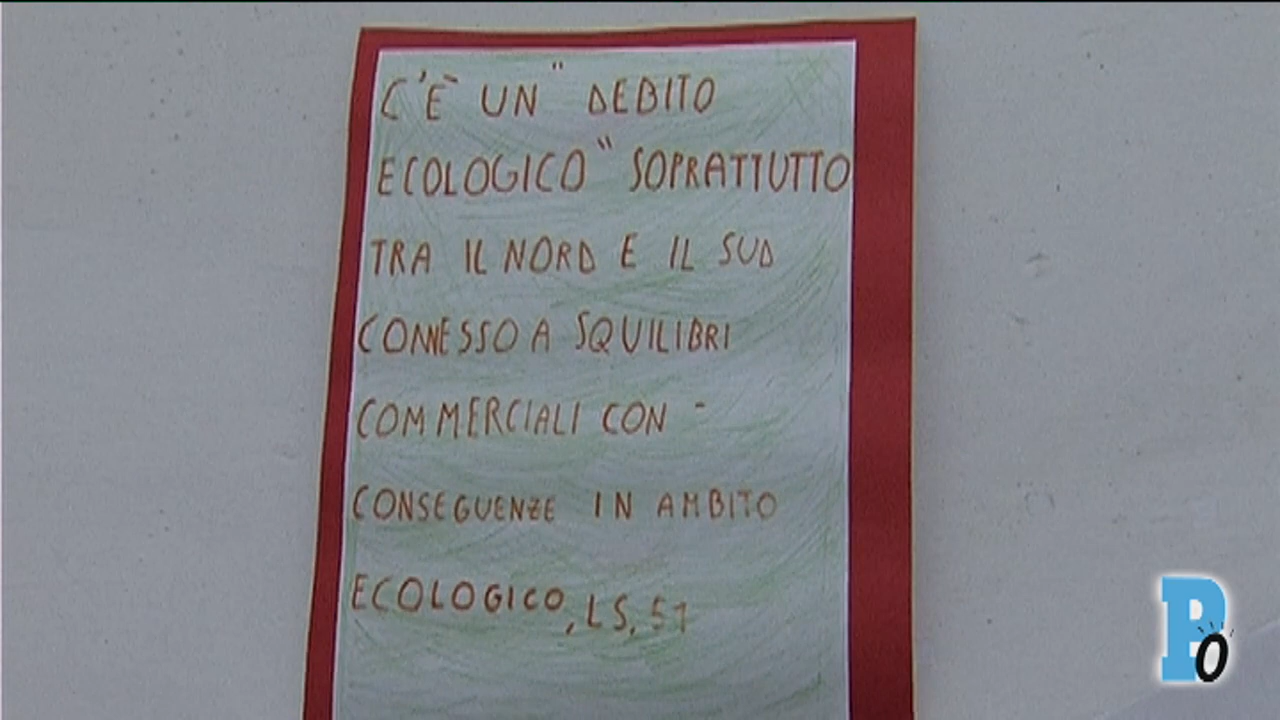 C'È UN " DEBITO
ECOLOGICO" SOPRATTUTTO
TRA IL NORD E IL SUD
CONNESSO A SQUILIBRI
COMMERCIALI CON -
CONSEGUENZE IN AMBITO
ECOLOGICO, LS, 51
PO